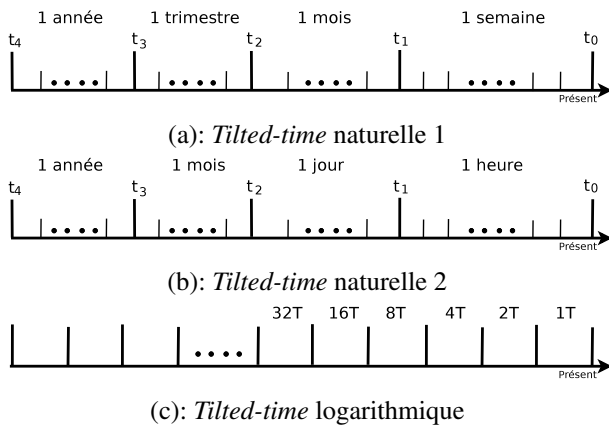 1 année 1 trimestre 1 mois 1 semaine
t4 t3 t2 t1 t0
Présent
(a): Tilted-time naturelle 1
1 année 1 mois 1 jour 1 heure
t4 t3 t2 t1 t0
Présent
(b): Tilted-time naturelle 2
32T 16T 8T 4T 2T 1T
Présent
(c): Tilted-time logarithmique